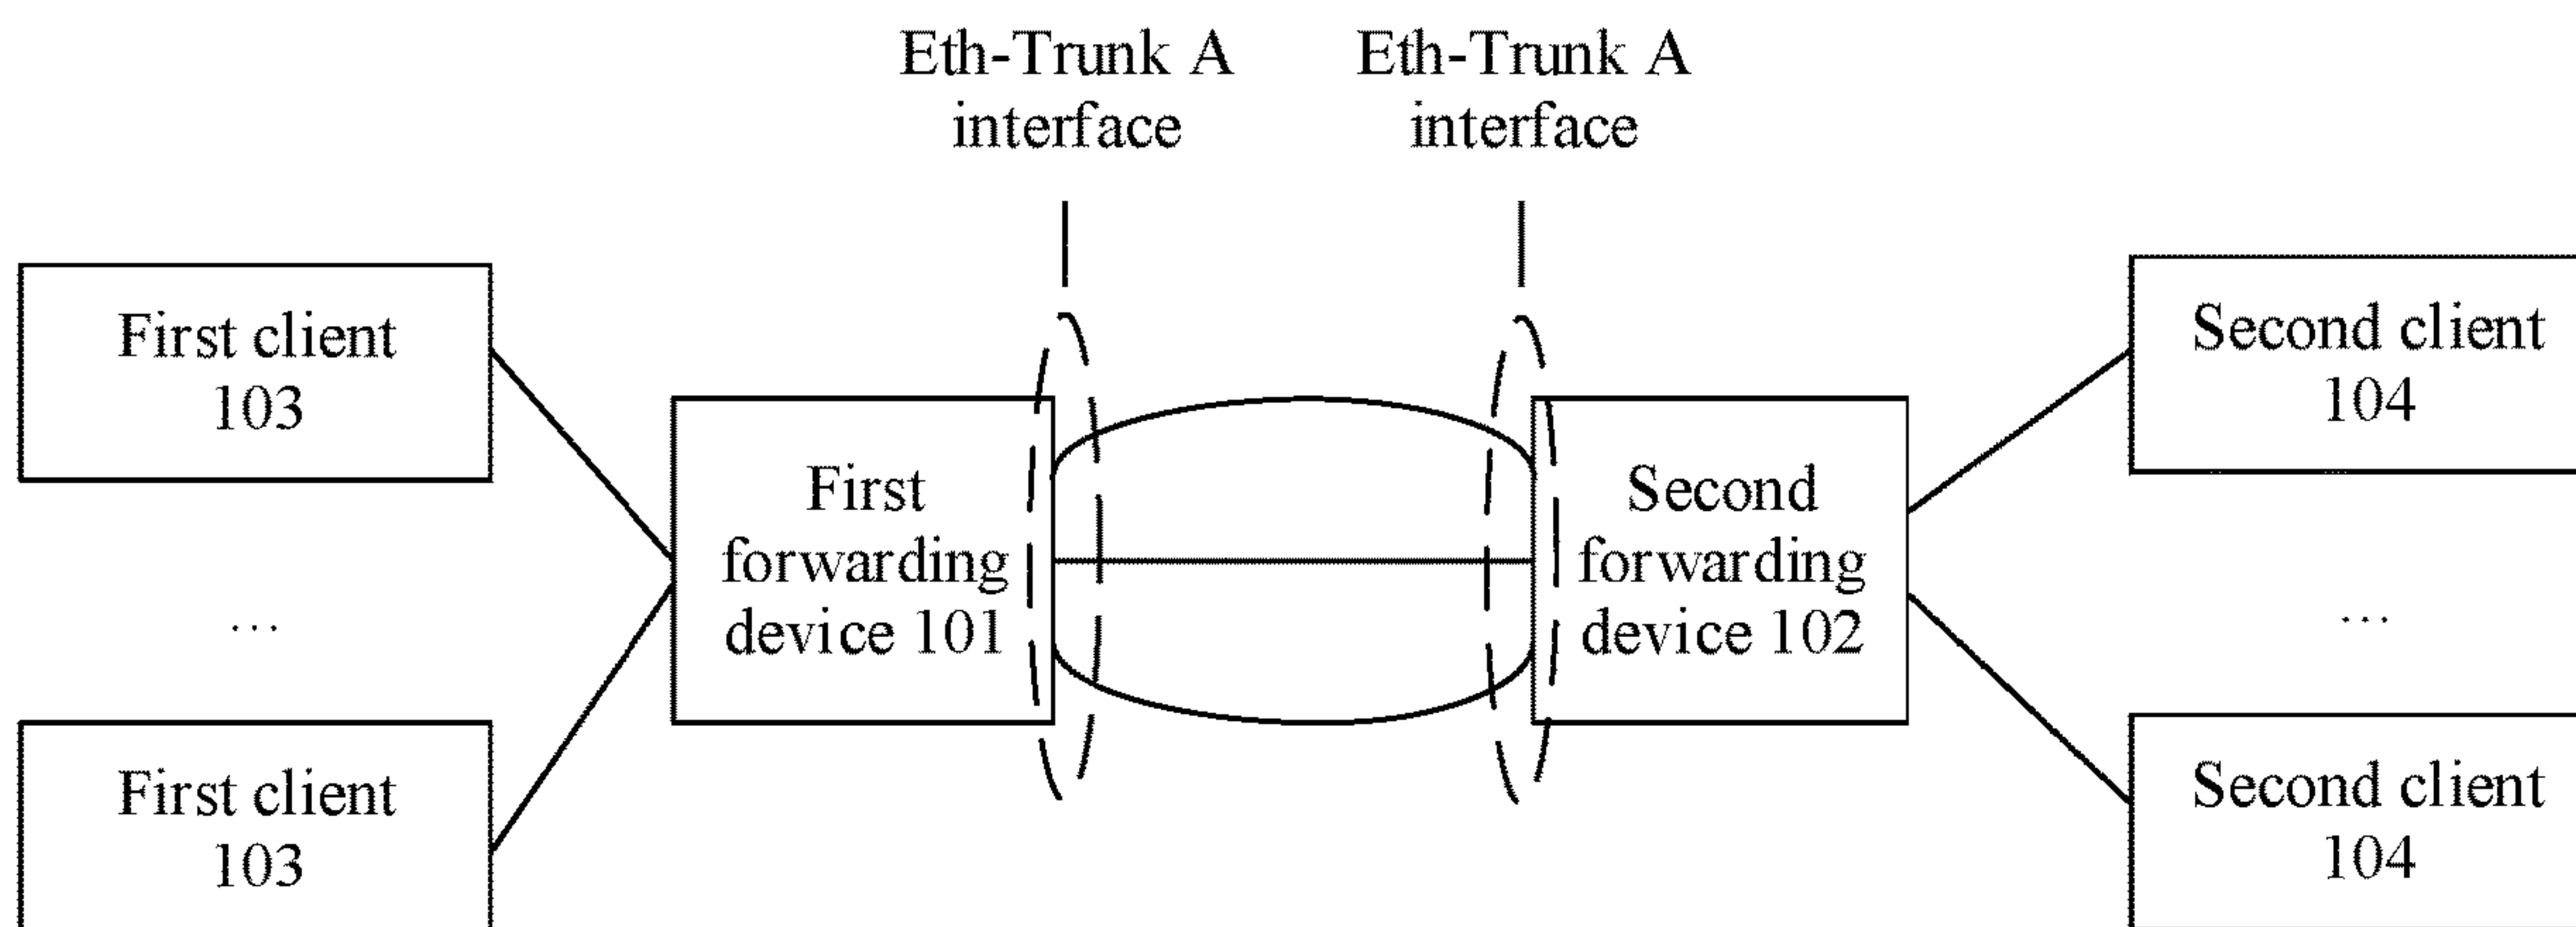 Eth-Trunk A
interface
Eth-Trunk A
interface
First client
103
First
forwarding
device 101
Second
forwarding
device 102
Second client
104
...
...
First client
103
Second client
104